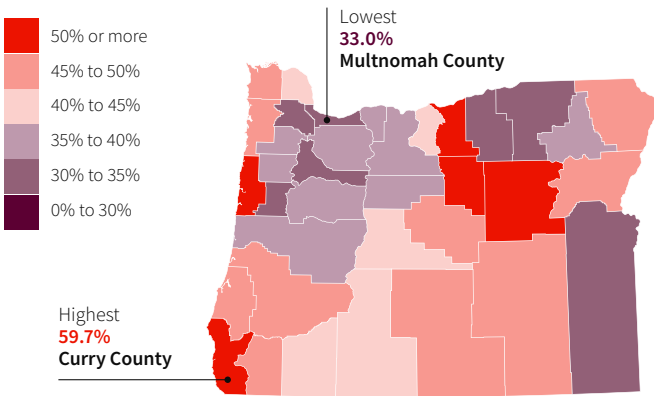 50% or more
45% to 50%
40% to 45%
35% to 40%
30% to 35%
0% to 30%
Lowest
33.0%
Multnomah County
Highest
59.7%
Curry County